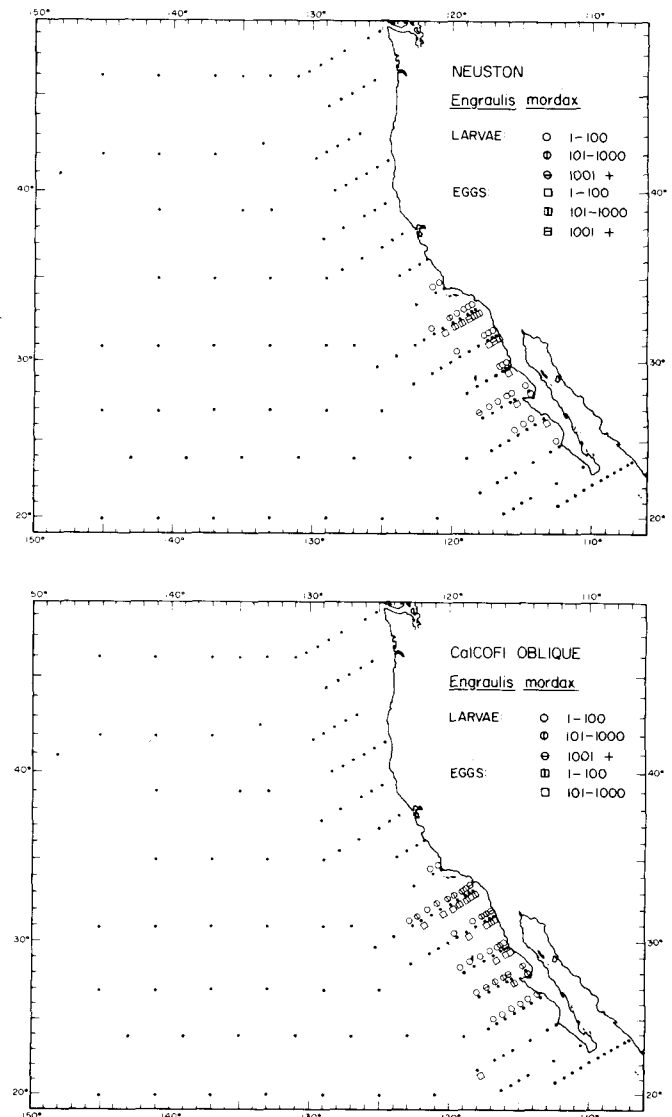 150° 140° 130° 120° 110°
NEUSTON
Engraulis mordax
LARVAE: ○ 1-100
101-1000
1001 +
EGGS: □ 1-100
101-1000
1001 +
40° 40°
30° 30°
20° 20°
150° 140° 130° 120° 110°
50° 140° 130° 120° 110°
CalCOFI OBLIQUE
Engraulis mordax
LARVAE: ○ 1-100
101-1000
1001 +
EGGS: 1-100
□ 101-1000
40° 40°
30° 30°
20° 20°
150° 140° 130° 120° 110°